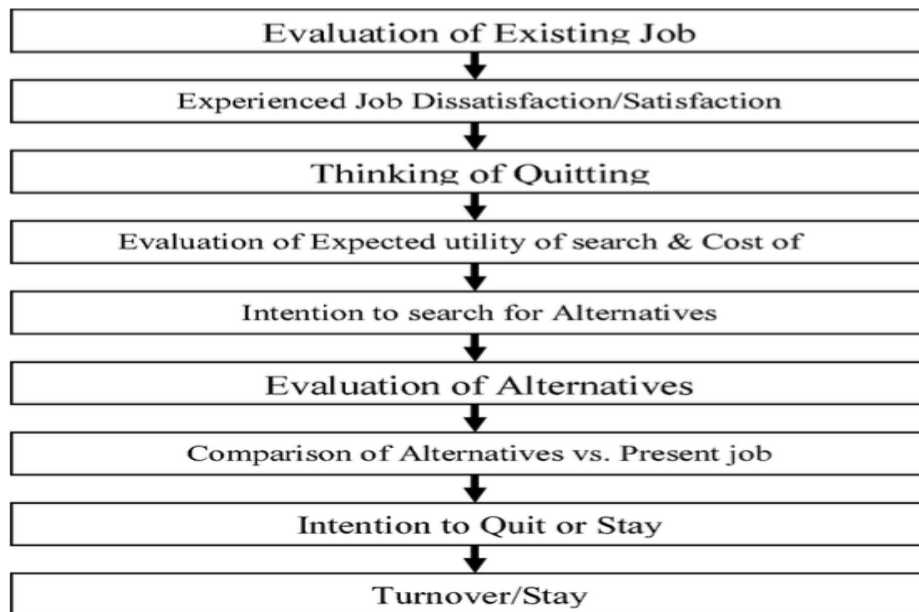 Evaluation of Existing Job
Experienced Job Dissatisfaction/Satisfaction
Thinking of Quitting
Evaluation of Expected utility of search & Cost of
Intention to search for Alternatives
Evaluation of Alternatives
Comparison of Alternatives vs. Present job
Intention to Quit or Stay
Turnover/Stay